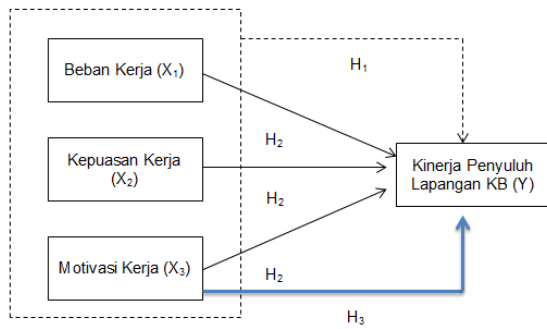 Beban Kerja (X₁)
H₁
H₂
Kepuasan Kerja
(X₂)
Kinerja Penyuluh
Lapangan KB (Y)
H₂
Motivasi Kerja (X₃)
H₂
H₃